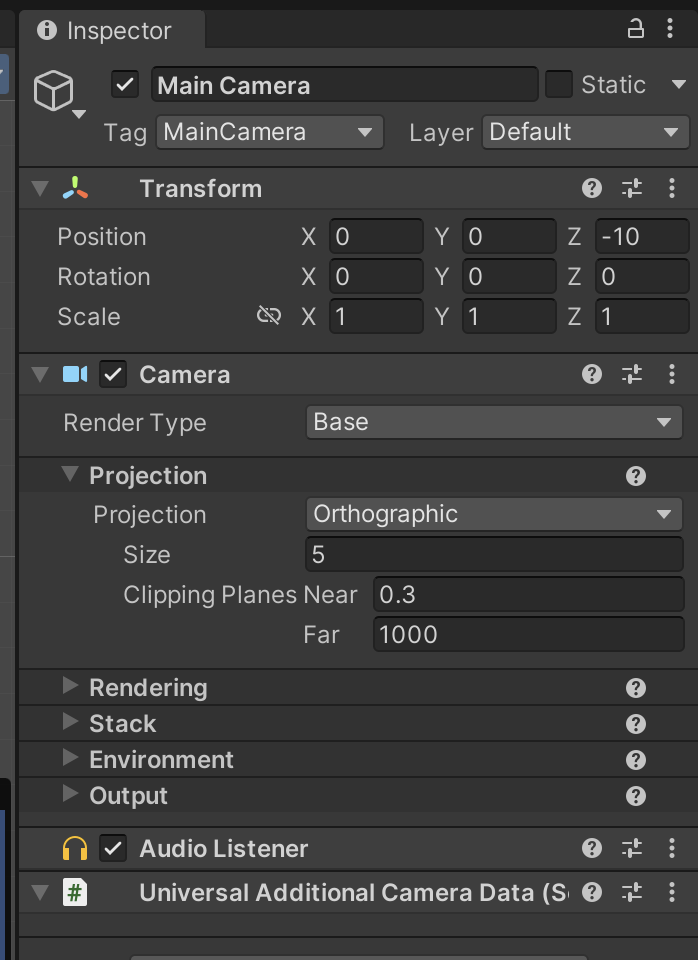 Inspector
Main Camera Static
Tag MainCamera Layer Default
Transform
Position X 0 Y 0 Z -10
Rotation X 0 Y 0 Z 0
Scale X 1 Y 1 Z 1
Camera
Render Type Base
Projection
Projection Orthographic
Size 5
Clipping Planes Near 0.3
Far 1000
Rendering
Stack
Environment
Output
Audio Listener
# Universal Additional Camera Data (S